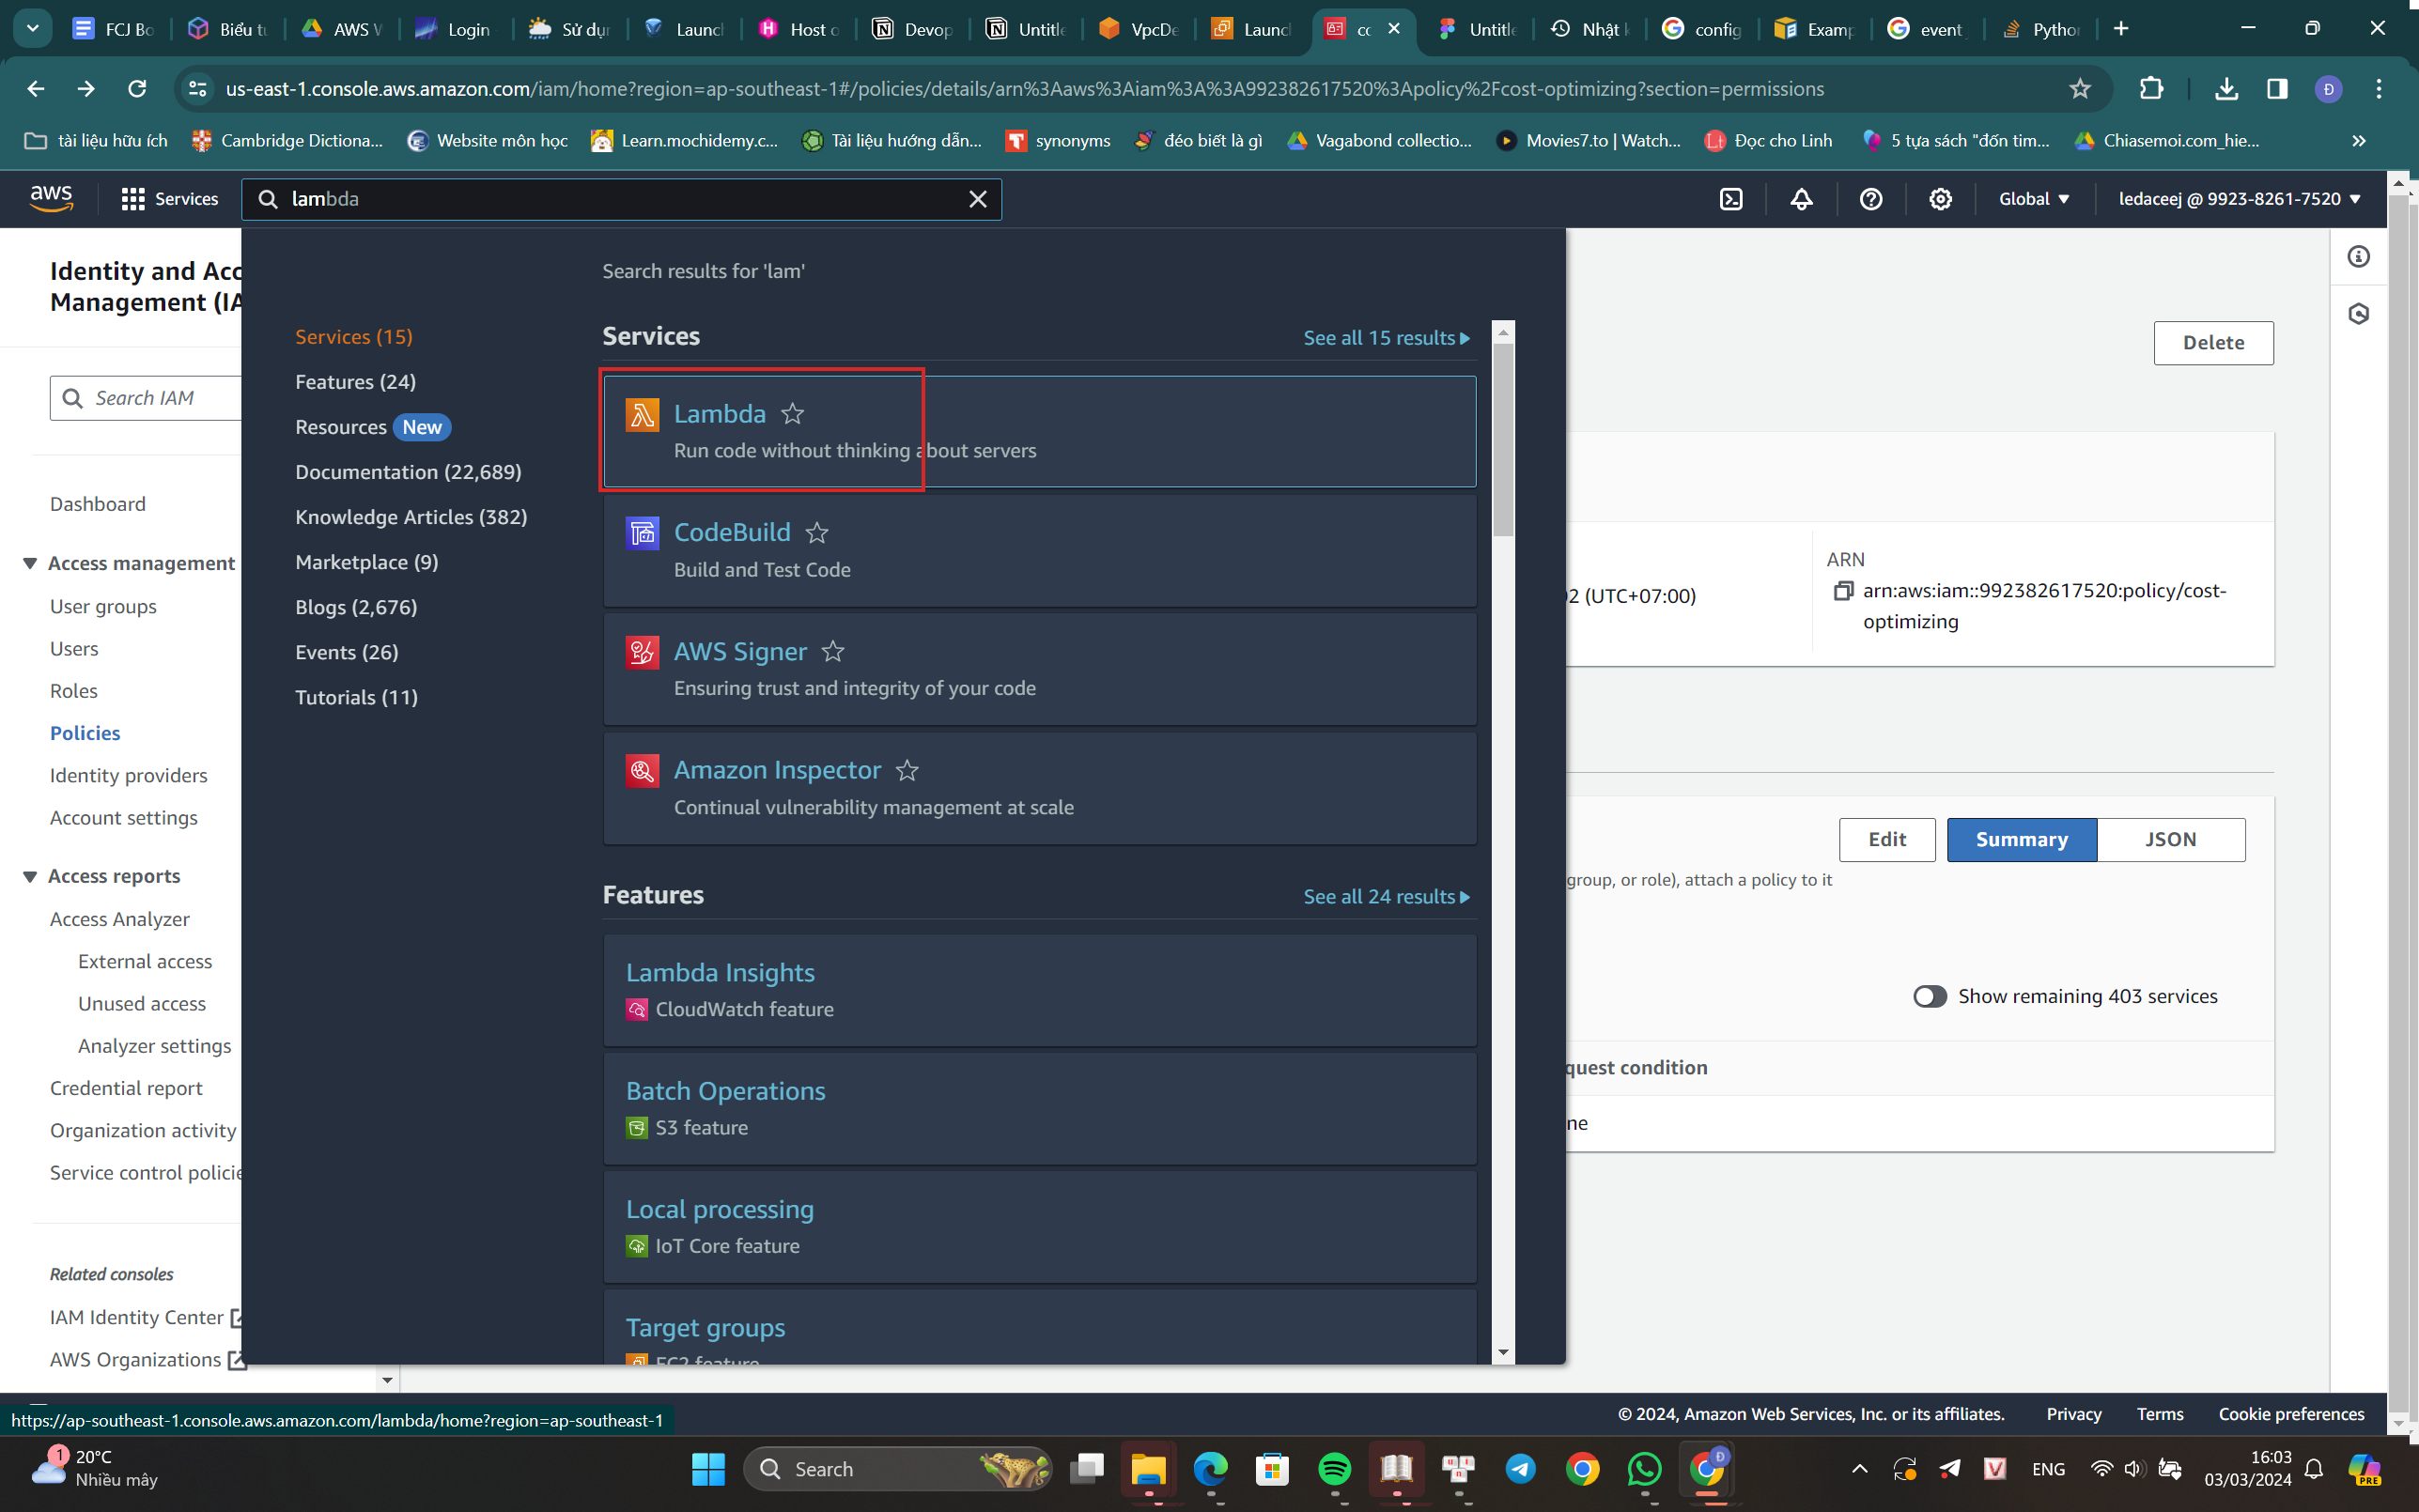 FCJ Bo
Biểu tu
AWS V
Login
Sử dụn
Launch
Host o
Devop
Untitle
VpcDe
Launch
co
Untitle
Nhật k
config
Examp
event
Python
us-east-1.console.aws.amazon.com/iam/home?region=ap-southeast-1#/policies/details/arn%3Aaws%3Aiam%3A%3A992382617520%3Apolicy%2Fcost-optimizing?section=permissions
Đ
tài liệu hữu ích
Cambridge Dictiona...
Website môn học
Learn.mochidemy.c...
Tài liệu hướng dẫn...
synonyms
đéo biết là gì
Vagabond collectio...
Movies7.to | Watch...
Đọc cho Linh
5 tựa sách "đốn tim...
Chiasemoi.com_hie...
aws
Services
lambda
Global
ledaceej @ 9923-8261-7520
Identity and Acc
Management (IA
Search IAM
Dashboard
Access management
User groups
Users
Roles
Policies
Identity providers
Account settings
Access reports
Access Analyzer
External access
Unused access
Analyzer settings
Credential report
Organization activity
Service control policie
Related consoles
IAM Identity Center
AWS Organizations
Search results for 'lam'
Services (15)
Features (24)
Resources New
Documentation (22,689)
Knowledge Articles (382)
Marketplace (9)
Blogs (2,676)
Events (26)
Tutorials (11)
Services
See all 15 results
Lambda
Run code without thinking about servers
CodeBuild
Build and Test Code
AWS Signer
Ensuring trust and integrity of your code
Amazon Inspector
Continual vulnerability management at scale
Features
See all 24 results
Lambda Insights
CloudWatch feature
Batch Operations
S3 feature
Local processing
IoT Core feature
Target groups
EC2 feature
Delete
02 (UTC+07:00)
ARN
arn:aws:iam::992382617520:policy/cost-
optimizing
Edit
Summary
JSON
group, or role), attach a policy to it
Show remaining 403 services
quest condition
ne
https://ap-southeast-1.console.aws.amazon.com/lambda/home?region=ap-southeast-1
© 2024, Amazon Web Services, Inc. or its affiliates.
Privacy
Terms
Cookie preferences
1
20°C
Nhiều mây
Search
Đ
ENG
16:03
03/03/2024
PRE